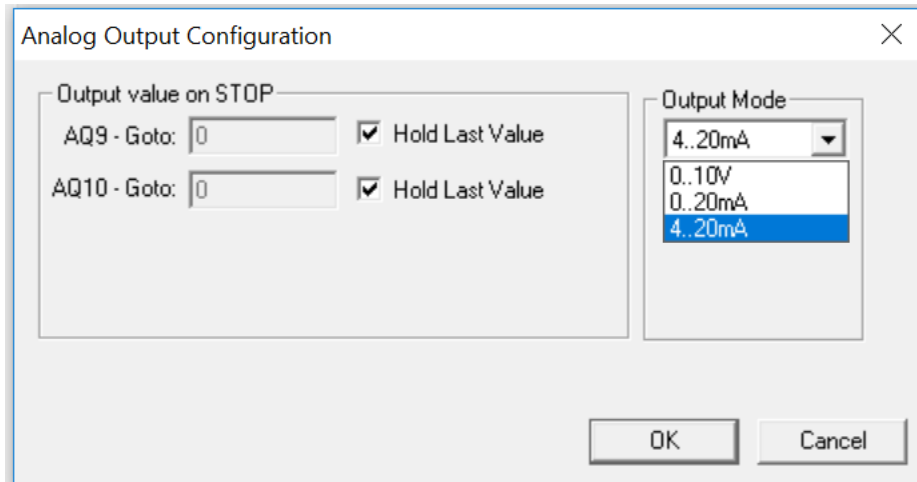 Analog Output Configuration
Output value on STOP
AQ9 - Goto: 0 Hold Last Value
AQ10 - Goto: 0 Hold Last Value
Output Mode
4..20mA
0..10V
0..20mA
4..20mA
OK Cancel